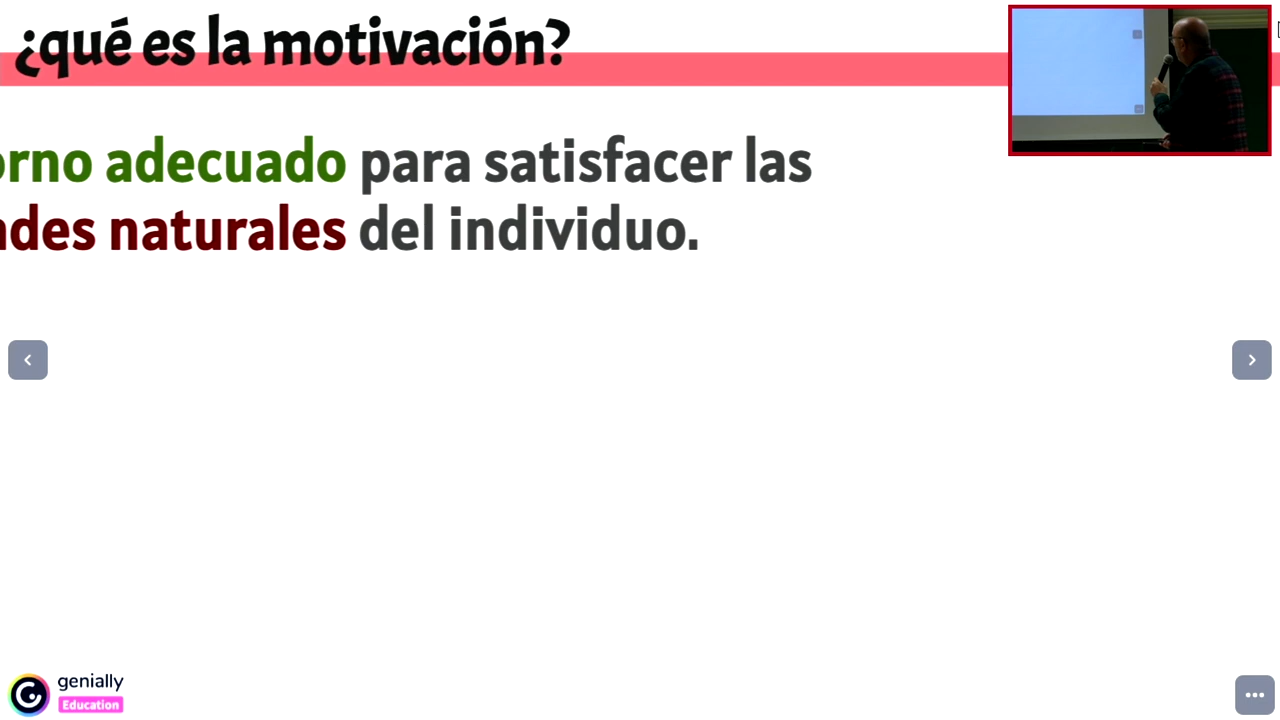 ¿qué es la motivación?
orno adecuado para satisfacer las
ades naturales del individuo.
genially
Education